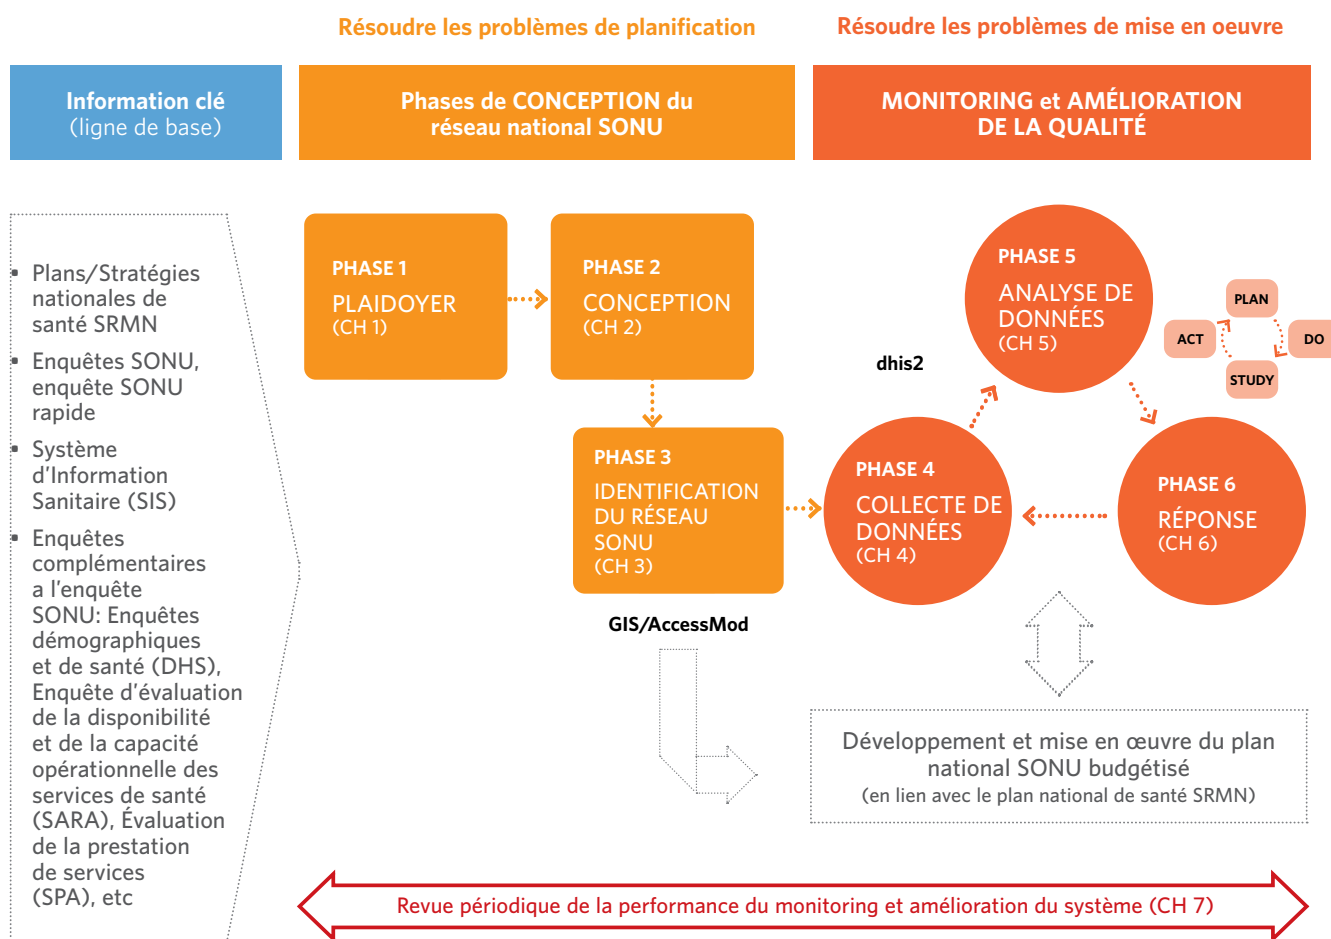 Résoudre les problèmes de planification
Résoudre les problèmes de mise en oeuvre
Information clé
(ligne de base)
Phases de CONCEPTION du
réseau national SONU
MONITORING et AMÉLIORATION
DE LA QUALITÉ
▪ Plans/Stratégies
nationales de
santé SRMN
▪ Enquêtes SONU,
enquête SONU
rapide
▪ Système
d'Information
Sanitaire (SIS)
▪ Enquêtes
complémentaires
a l'enquête
SONU: Enquêtes
démographiques
et de santé (DHS),
Enquête d'évaluation
de la disponibilité
et de la capacité
opérationnelle des
services de santé
(SARA), Évaluation
de la prestation
de services
(SPA), etc
PHASE 1
PLAIDOYER
(CH 1)
PHASE 2
CONCEPTION
(CH 2)
PHASE 3
IDENTIFICATION
DU RÉSEAU
SONU
(CH 3)
GIS/AccessMod
PHASE 4
COLLECTE DE
DONNÉES
(CH 4)
dhis2
PHASE 5
ANALYSE DE
DONNÉES
(CH 5)
PLAN
DO
STUDY
ACT
PHASE 6
RÉPONSE
(CH 6)
Développement et mise en œuvre du plan
national SONU budgétisé
(en lien avec le plan national de santé SRMN)
Revue périodique de la performance du monitoring et amélioration du système (CH 7)